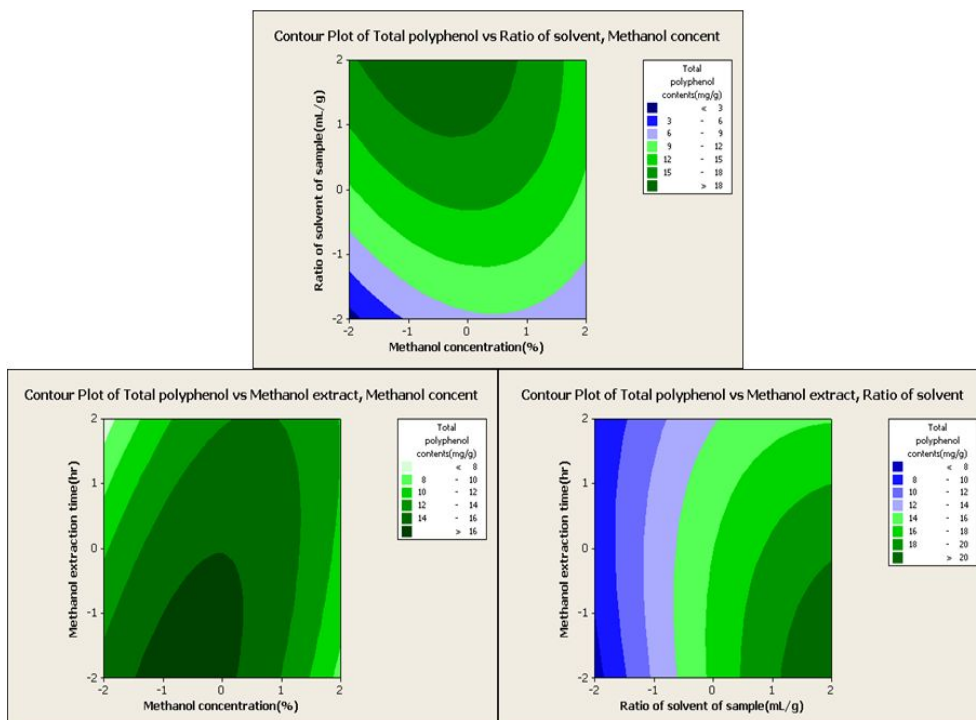 Contour Plot of Total polyphenol vs Ratio of solvent, Methanol concent
Total
polyphenol
contents(mg/g)
< 3
3 - 6
6 - 9
9 - 12
12 - 15
15 - 18
> 18
Ratio of solvent of sample(mL/g)
2
1
0
-1
-2
-2 -1 0 1 2
Methanol concentration(%)
Contour Plot of Total polyphenol vs Methanol extract, Methanol concent
Total
polyphenol
contents(mg/g)
< 8
8 - 10
10 - 12
12 - 14
14 - 16
> 16
Methanol extraction time(hr)
2
1
0
-1
-2
-2 -1 0 1 2
Methanol concentration(%)
Contour Plot of Total polyphenol vs Methanol extract, Ratio of solvent
Total
polyphenol
contents(mg/g)
< 8
8 - 10
10 - 12
12 - 14
14 - 16
16 - 18
18 - 20
> 20
Methanol extraction time(hr)
2
1
0
-1
-2
-2 -1 0 1 2
Ratio of solvent of sample(mL/g)